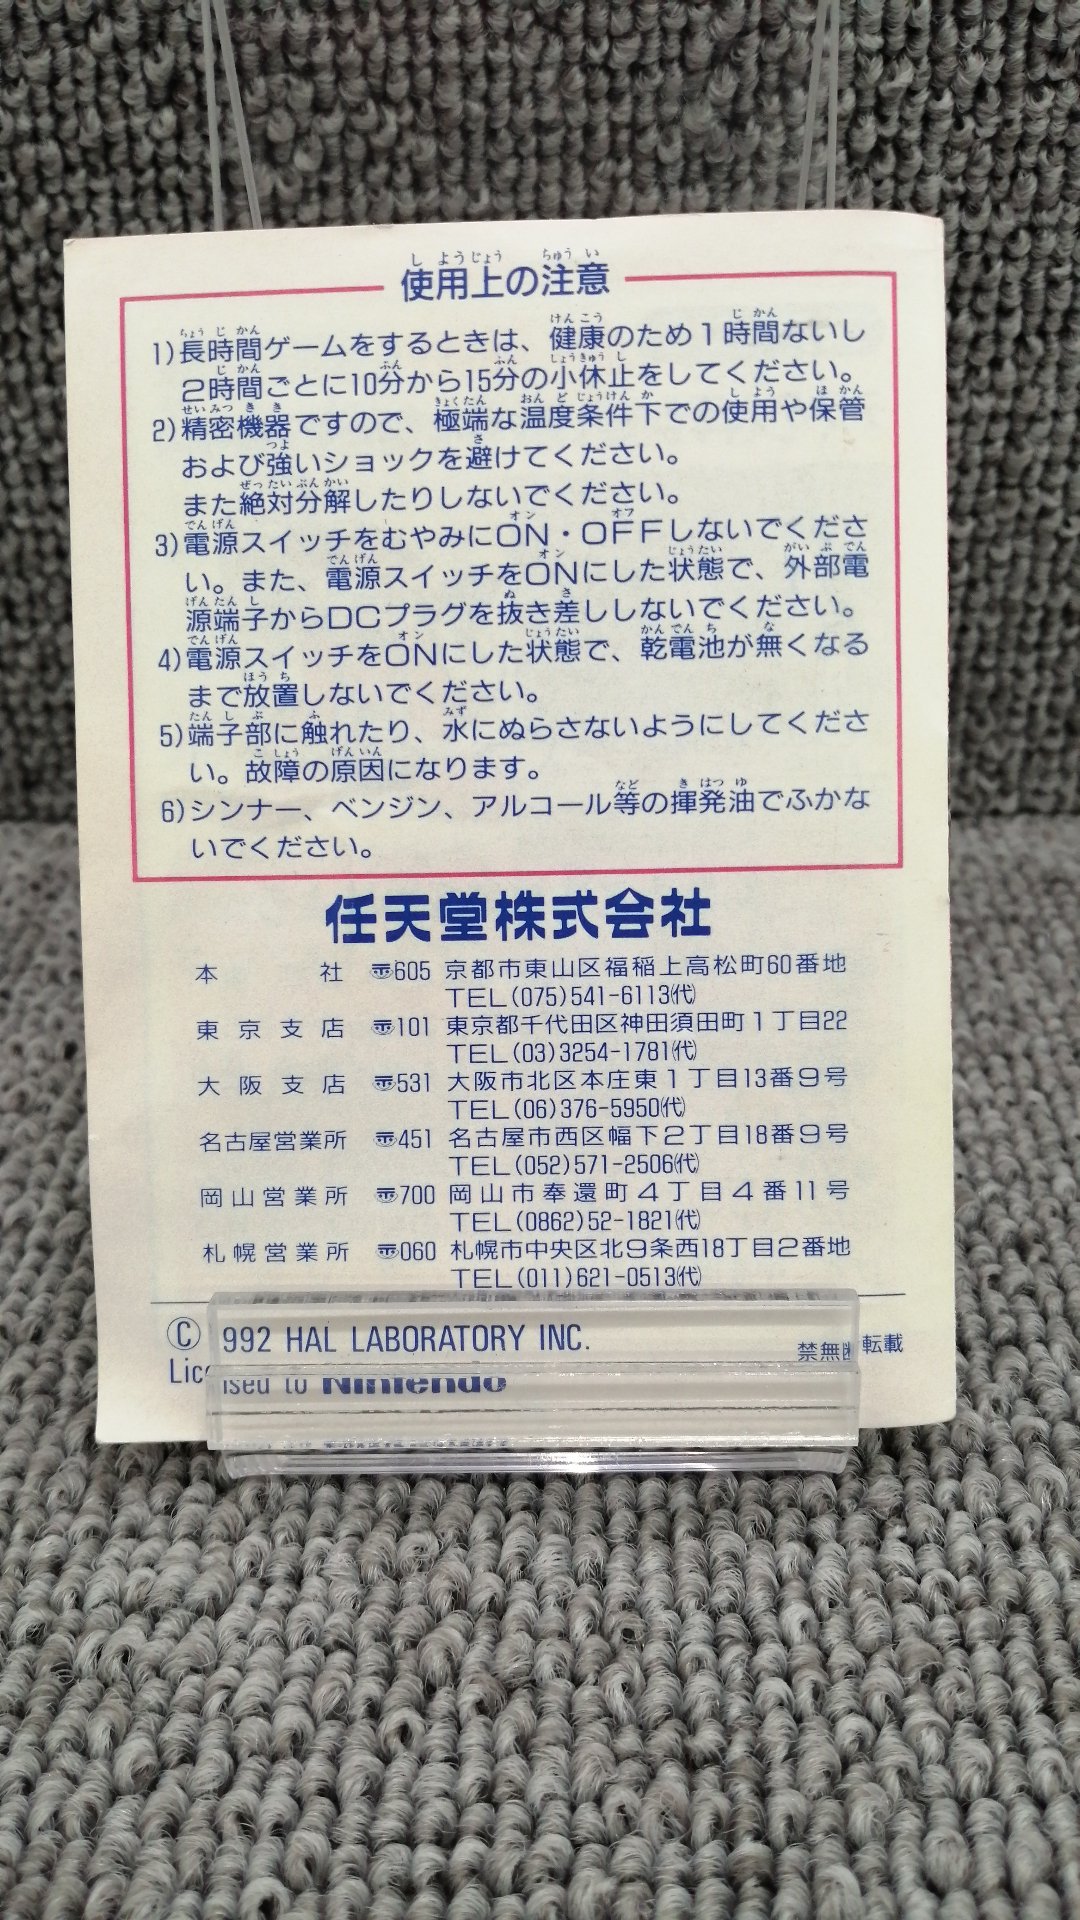 使用上の注意
1)長時間ゲームをするときは、健康のため1時間ないし
2時間ごとに10分から15分の小休止をしてください。
2)精密機器ですので、極端な温度条件下での使用や保管
および強いショックを避けてください。
また絶対分解したりしないでください。
3)電源スイッチをむやみにON・OFFしないでくださ
い。また、電源スイッチをONにした状態で、外部電
源端子からDCプラグを抜き差ししないでください。
4)電源スイッチをONにした状態で、乾電池が無くなる
まで放置しないでください。
5)端子部に触れたり、水にぬらさないようにしてくださ
い。故障の原因になります。
6)シンナー、ベンジン、アルコール等の揮発油でふかな
いでください。
任天堂株式会社
本社 〠605 京都市東山区福稲上高松町60番地
TEL(075)541-6113㈹
東京支店 〠101 東京都千代田区神田須田町1丁目22
TEL(03)3254-1781㈹
大阪支店 〠531 大阪市北区本庄東1丁目13番9号
TEL(06)376-5950㈹
名古屋営業所 〠451 名古屋市西区幅下2丁目18番9号
TEL(052)571-2506㈹
岡山営業所 〠700 岡山市奉還町4丁目4番11号
TEL(0862)52-1821㈹
札幌営業所 〠060 札幌市中央区北9条西18丁目2番地
TEL(011)621-0513㈹
© 992 HAL LABORATORY INC. 禁無断転載
Licensed to Nintendo